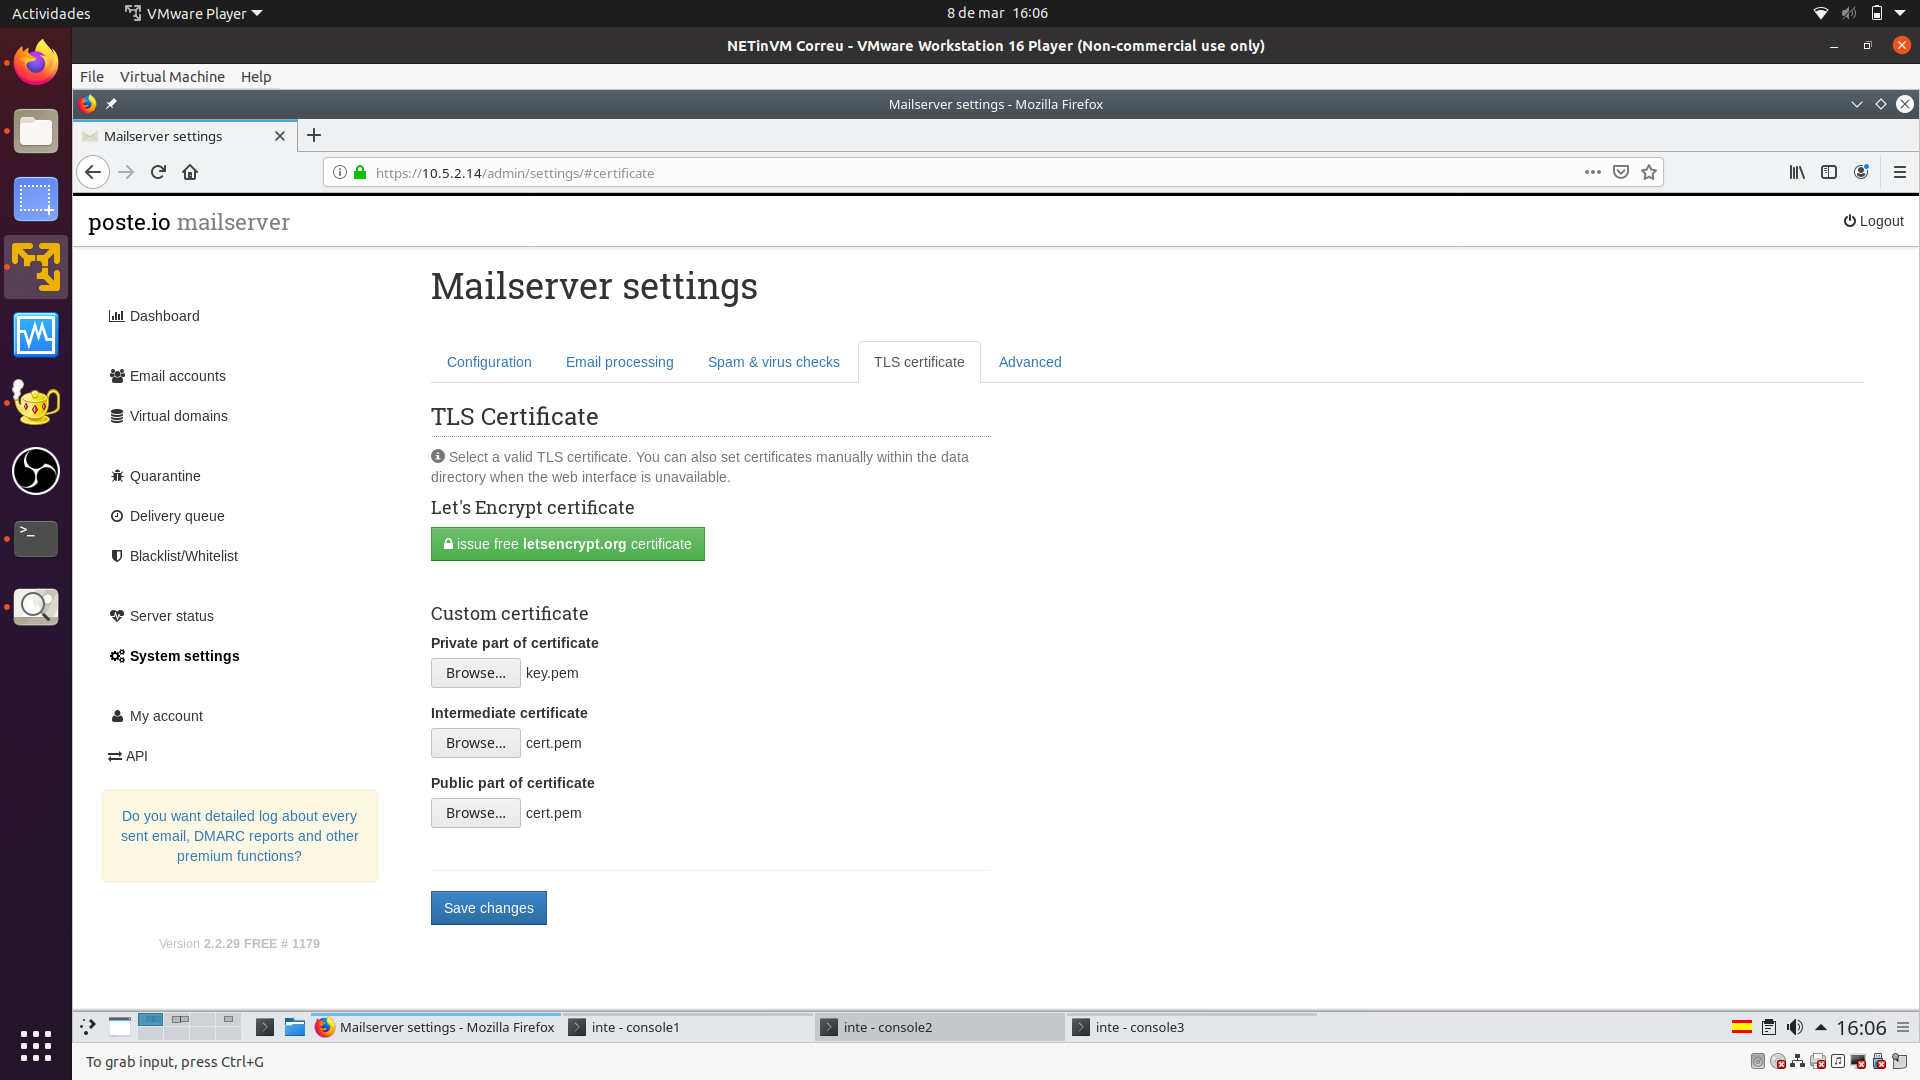 Actividades
VMware Player
8 de mar 16:06
NETinVM Correu - VMware Workstation 16 Player (Non-commercial use only)
File Virtual Machine Help
Mailserver settings - Mozilla Firefox
Mailserver settings
https://10.5.2.14/admin/settings/#certificate
poste.io mailserver
Logout
Dashboard
Email accounts
Virtual domains
Quarantine
Delivery queue
Blacklist/Whitelist
Server status
System settings
My account
API
Do you want detailed log about every
sent email, DMARC reports and other
premium functions?
Version 2.2.29 FREE # 1179
Mailserver settings
Configuration Email processing Spam & virus checks TLS certificate Advanced
TLS Certificate
Select a valid TLS certificate. You can also set certificates manually within the data
directory when the web interface is unavailable.
Let's Encrypt certificate
issue free letsencrypt.org certificate
Custom certificate
Private part of certificate
Browse... key.pem
Intermediate certificate
Browse... cert.pem
Public part of certificate
Browse... cert.pem
Save changes
Mailserver settings - Mozilla Firefox
inte - console1
inte - console2
inte - console3
16:06
To grab input, press Ctrl+G